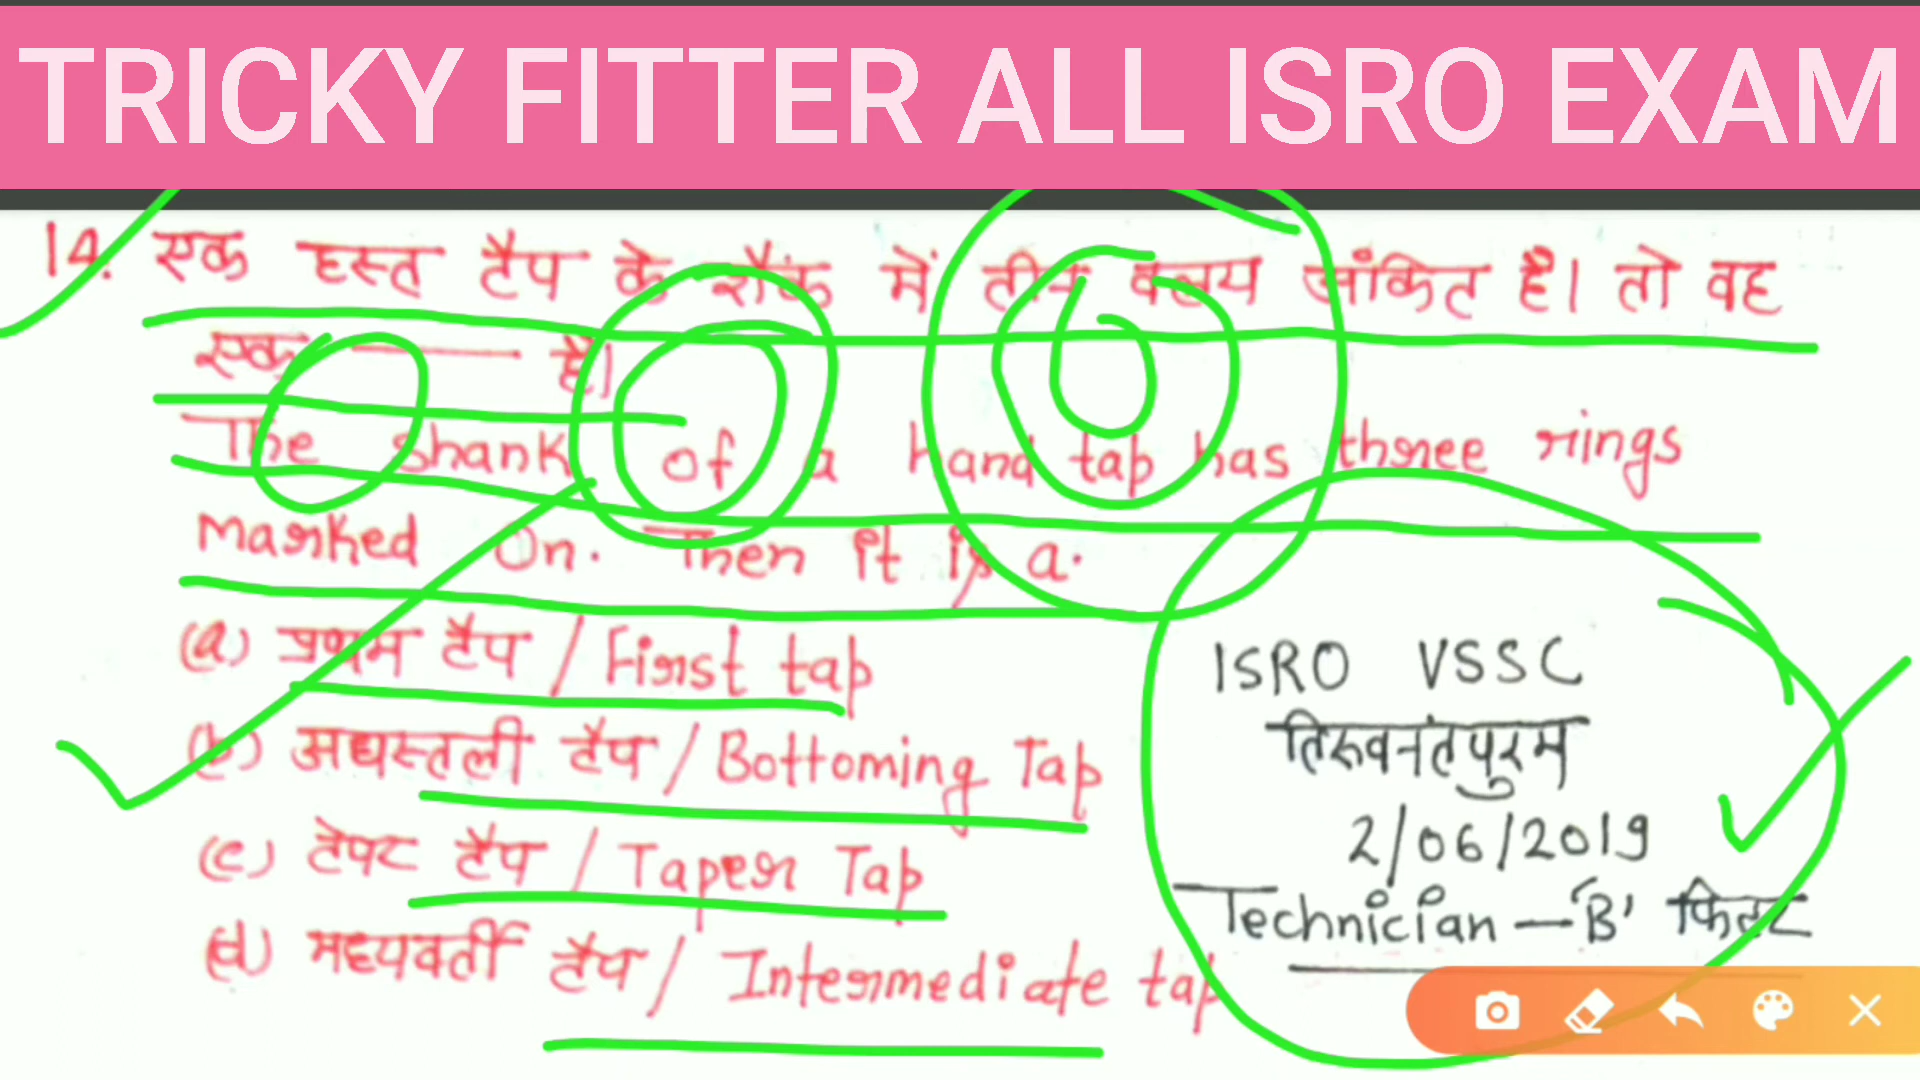 TRICKY FITTER ALL ISRO EXAM
14. एक हस्त टैप के शैंक में तीन वलय अंकित हैं। तो वह
एक ——— है।
The shank of a hand tap has three rings
marked on. Then it is a.
(a) प्रथम टैप / First tap
(b) अधस्तली टैप / Bottoming Tap
(c) टेपर टैप / Taper Tap
(d) मध्यवर्ती टैप / Intermediate tap
ISRO VSSC
तिरुवनंतपुरम
2/06/2019
Technician — 'B' फिटर